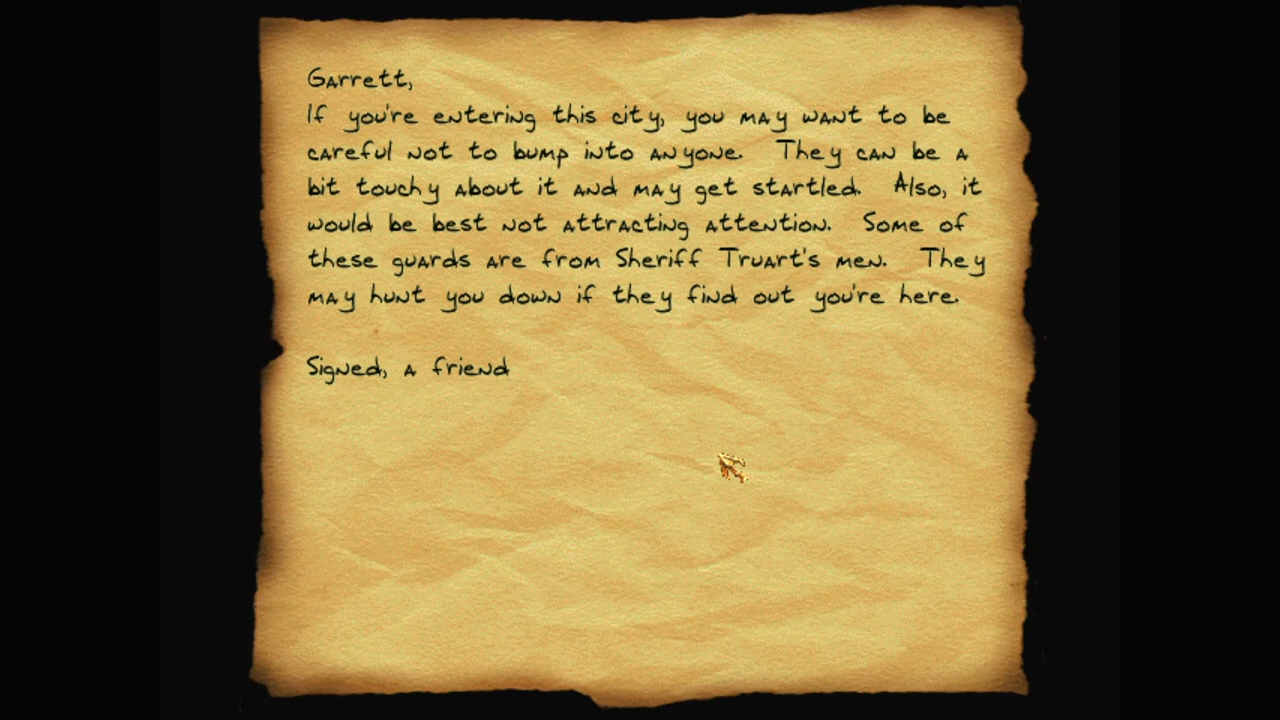 Garrett,
If you're entering this city, you may want to be
careful not to bump into anyone.  They can be a
bit touchy about it and may get startled.  Also, it
would be best not attracting attention.  Some of
these guards are from Sheriff Truart's men.  They
may hunt you down if they find out you're here.
Signed, a friend